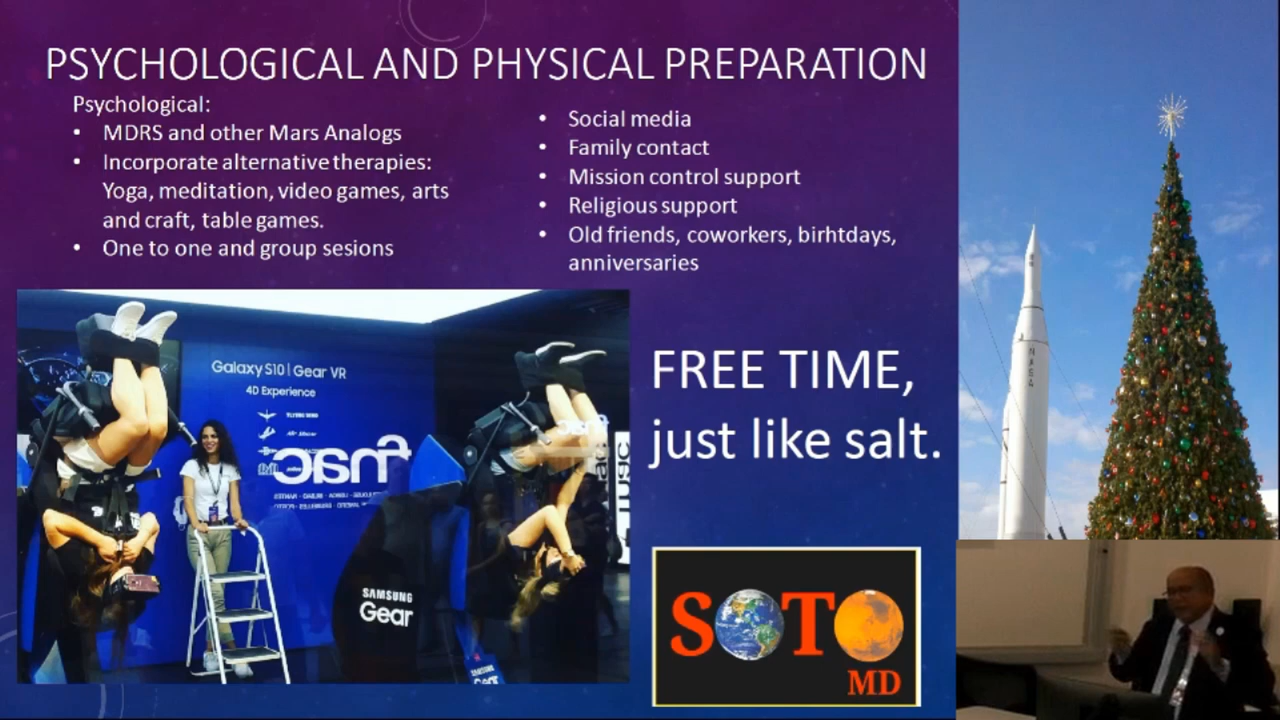 PSYCHOLOGICAL AND PHYSICAL PREPARATION
Psychological:
• MDRS and other Mars Analogs
• Incorporate alternative therapies:
Yoga, meditation, video games, arts
and craft, table games.
• One to one and group sesions
• Social media
• Family contact
• Mission control support
• Religious support
• Old friends, coworkers, birhtdays,
anniversaries
Galaxy S10 | Gear VR
4D Experience
fnac
SAMSUNG
Gear
FREE TIME,
just like salt.
SOTO
MD
NASA